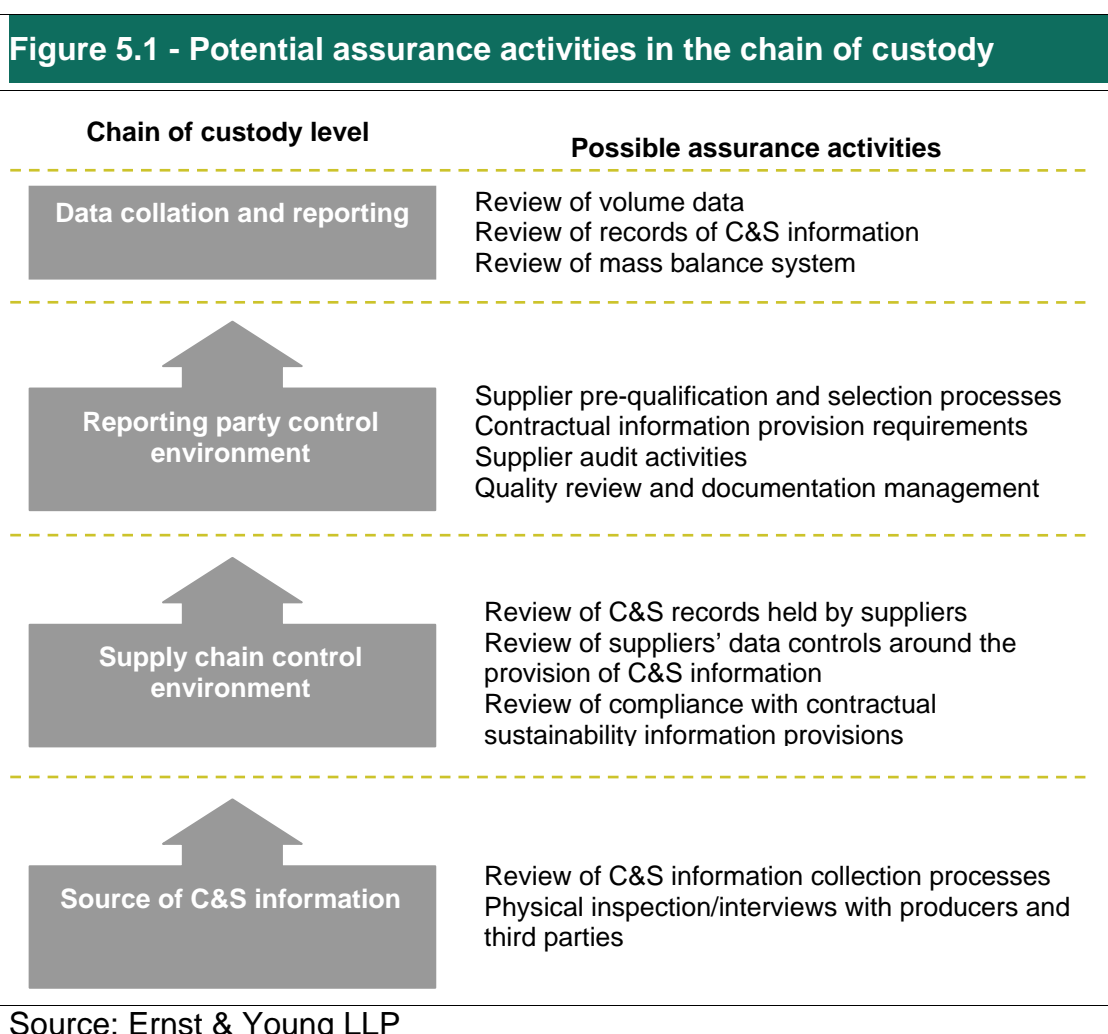 Figure 5.1 - Potential assurance activities in the chain of custody
Chain of custody level
Possible assurance activities
Data collation and reporting
Review of volume data
Review of records of C&S information
Review of mass balance system
Reporting party control
environment
Supplier pre-qualification and selection processes
Contractual information provision requirements
Supplier audit activities
Quality review and documentation management
Supply chain control
environment
Review of C&S records held by suppliers
Review of suppliers’ data controls around the
provision of C&S information
Review of compliance with contractual
sustainability information provisions
Source of C&S information
Review of C&S information collection processes
Physical inspection/interviews with producers and
third parties
Source: Ernst & Young LLP